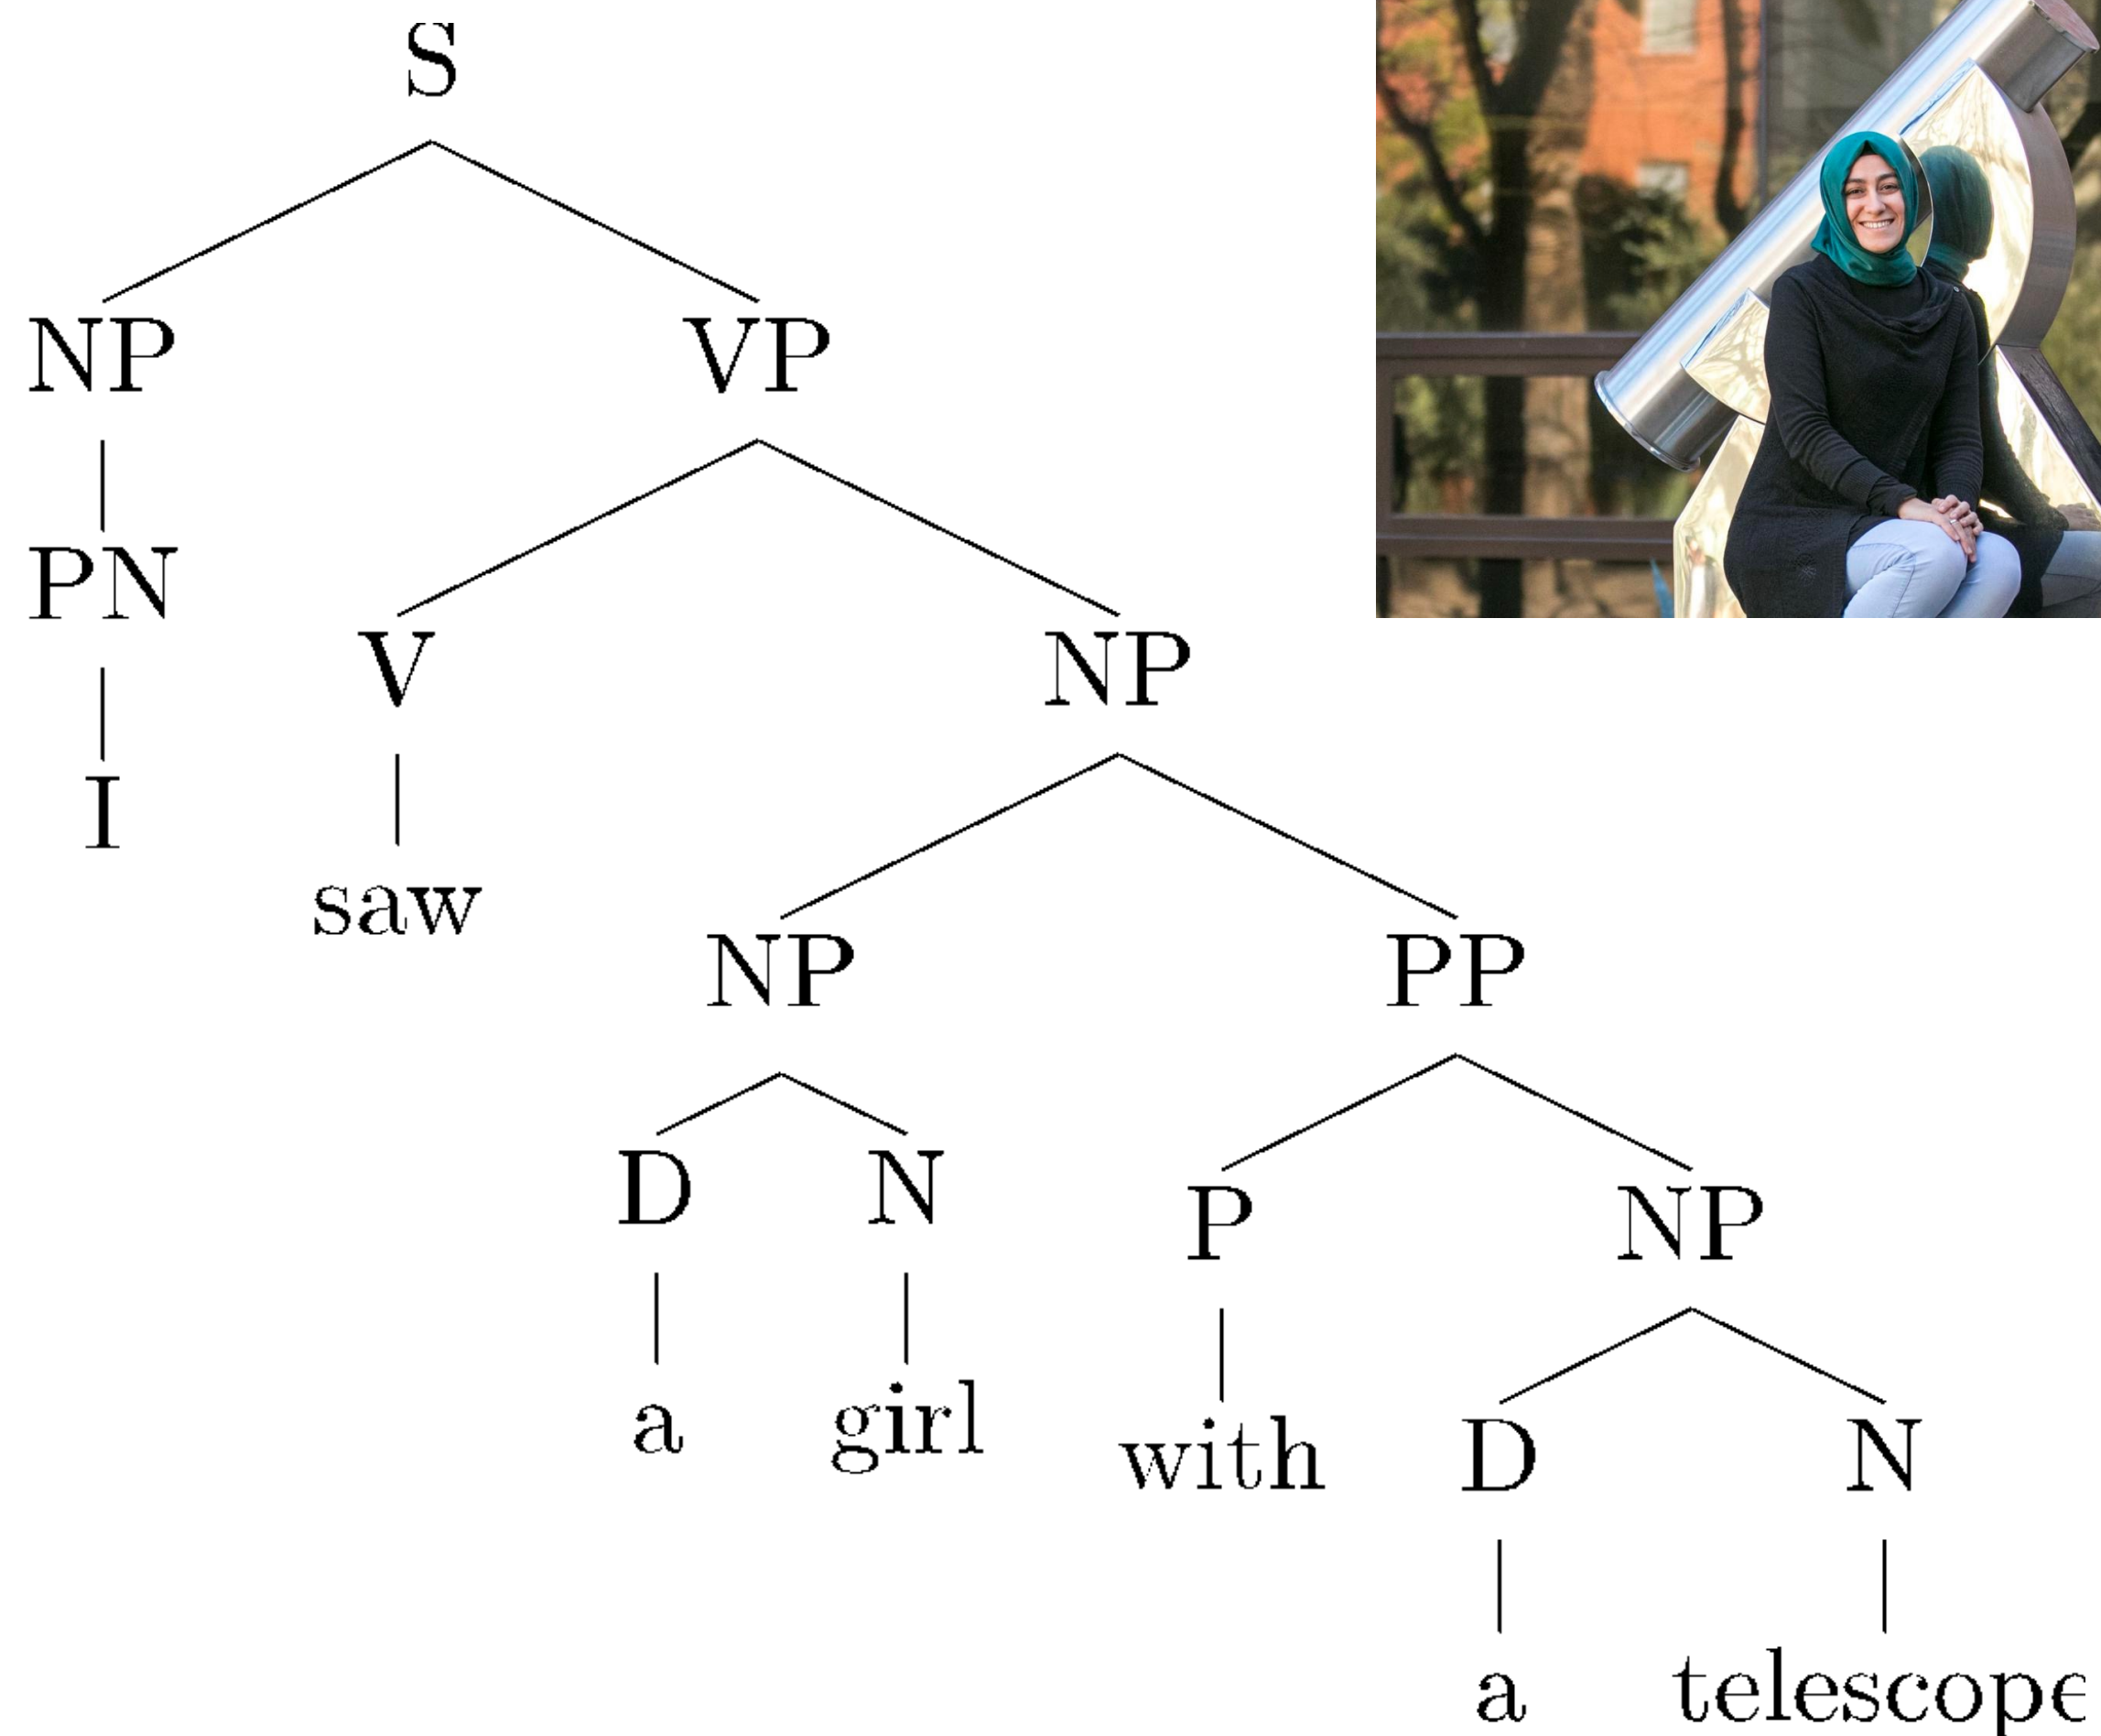 S
NP VP
PN
V NP
I
saw
NP PP
D N
P NP
a girl
with D N
a telescope